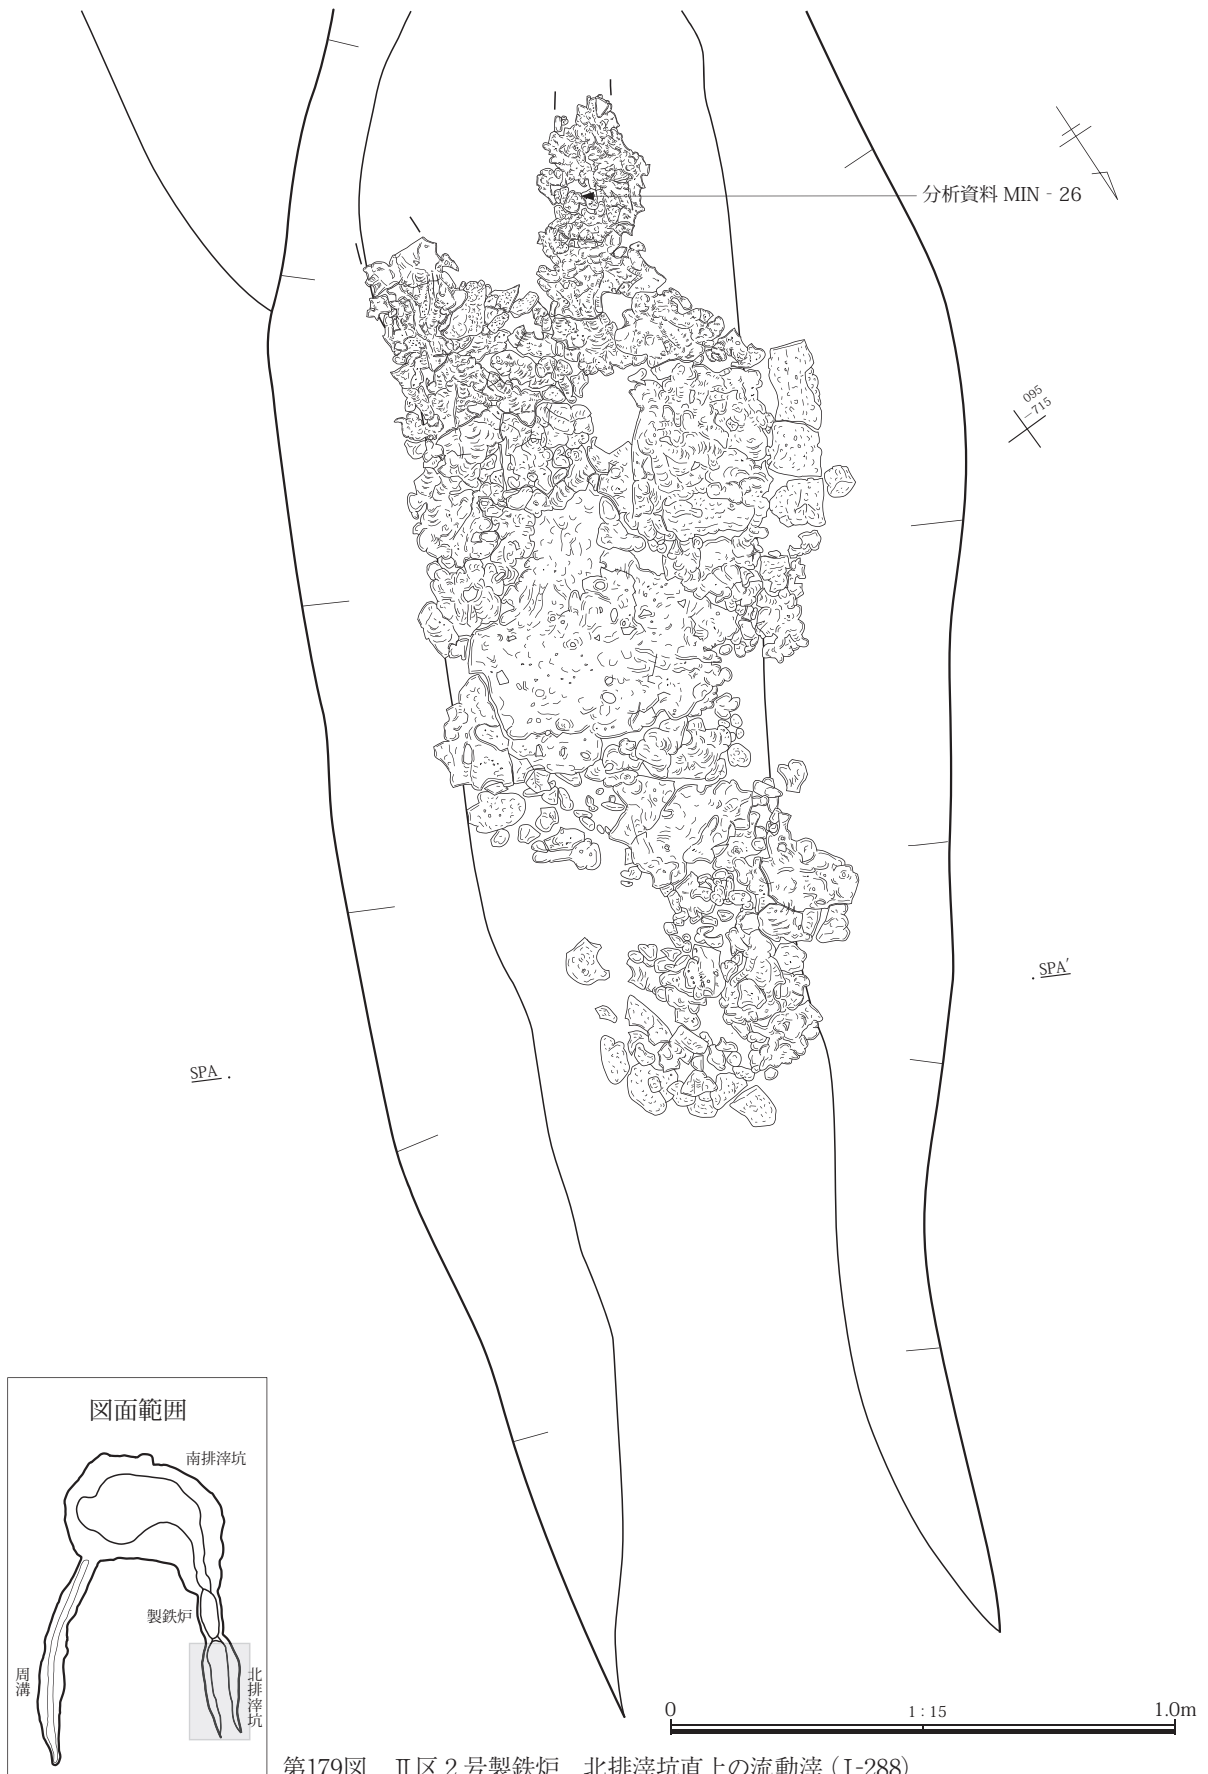 分析資料 MIN - 26
095
-715
SPA′
SPA
図面範囲
南排滓坑
製鉄炉
周溝
北排滓坑
0
1:15
1.0m
第179図 Ⅱ区2号製鉄炉 北排滓坑直上の流動滓(I-288)